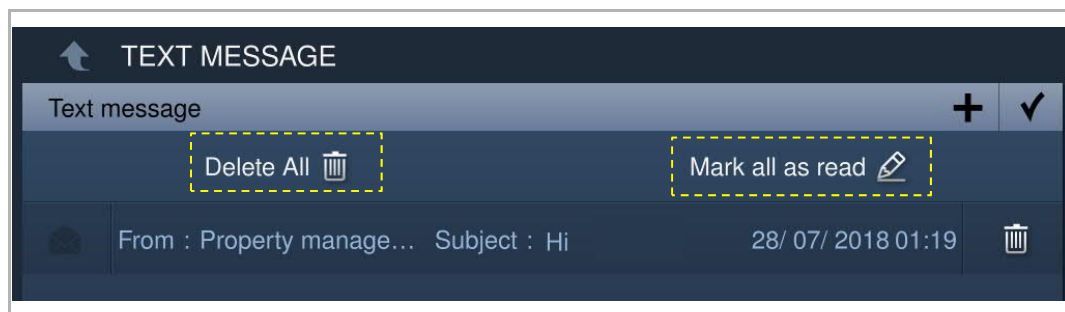 TEXT MESSAGE
Text message
Delete All Mark all as read
From : Property manage... Subject : Hi 28/ 07/ 2018 01:19